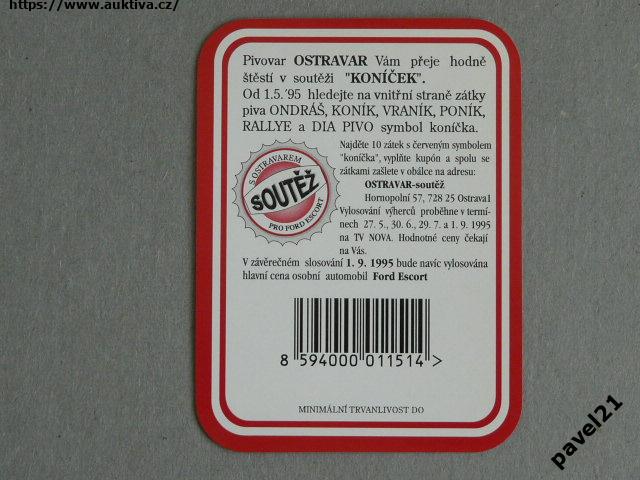 https://www.auktiva.cz/
Pivovar OSTRAVAR Vám přeje hodně
štěstí v soutěži "KONÍČEK".
Od 1.5.'95 hledejte na vnitřní straně zátky
piva ONDRÁŠ, KONÍK, VRANÍK, PONÍK,
RALLYE a DIA PIVO symbol koníčka.
Najděte 10 zátek s červeným symbolem
"koníčka", vyplňte kupón a spolu se
zátkami zašlete v obálce na adresu:
OSTRAVAR-soutěž
Hornopolní 57, 728 25 Ostrava1
Vylosování výherců proběhne v termí-
nech 27. 5., 30. 6., 29. 7. a 1. 9. 1995
na TV NOVA. Hodnotné ceny čekají
na Vás.
S OSTRAVAREM
SOUTĚŽ
PRO FORD ESCORT
V závěrečném slosování 1. 9. 1995 bude navíc vylosována
hlavní cena osobní automobil Ford Escort
8 594000 011514 >
MINIMÁLNÍ TRVANLIVOST DO
pavel21